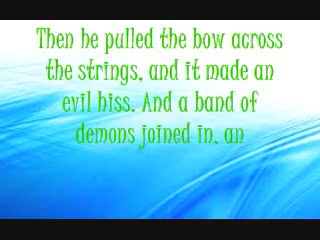 Then he pulled the bow across
the strings, and it made an
evil hiss. And a band of
demons joined in, an